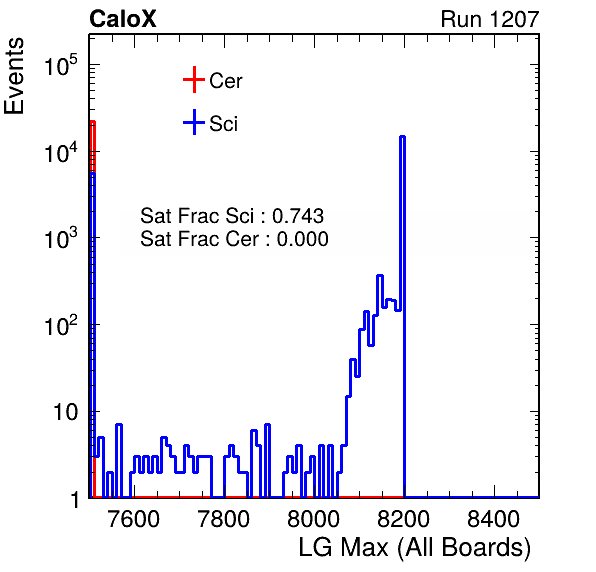 CaloX Run 1207
Events
10^5
10^4
10^3
10^2
10
1
Cer
Sci
Sat Frac Sci : 0.743
Sat Frac Cer : 0.000
7600 7800 8000 8200 8400
LG Max (All Boards)